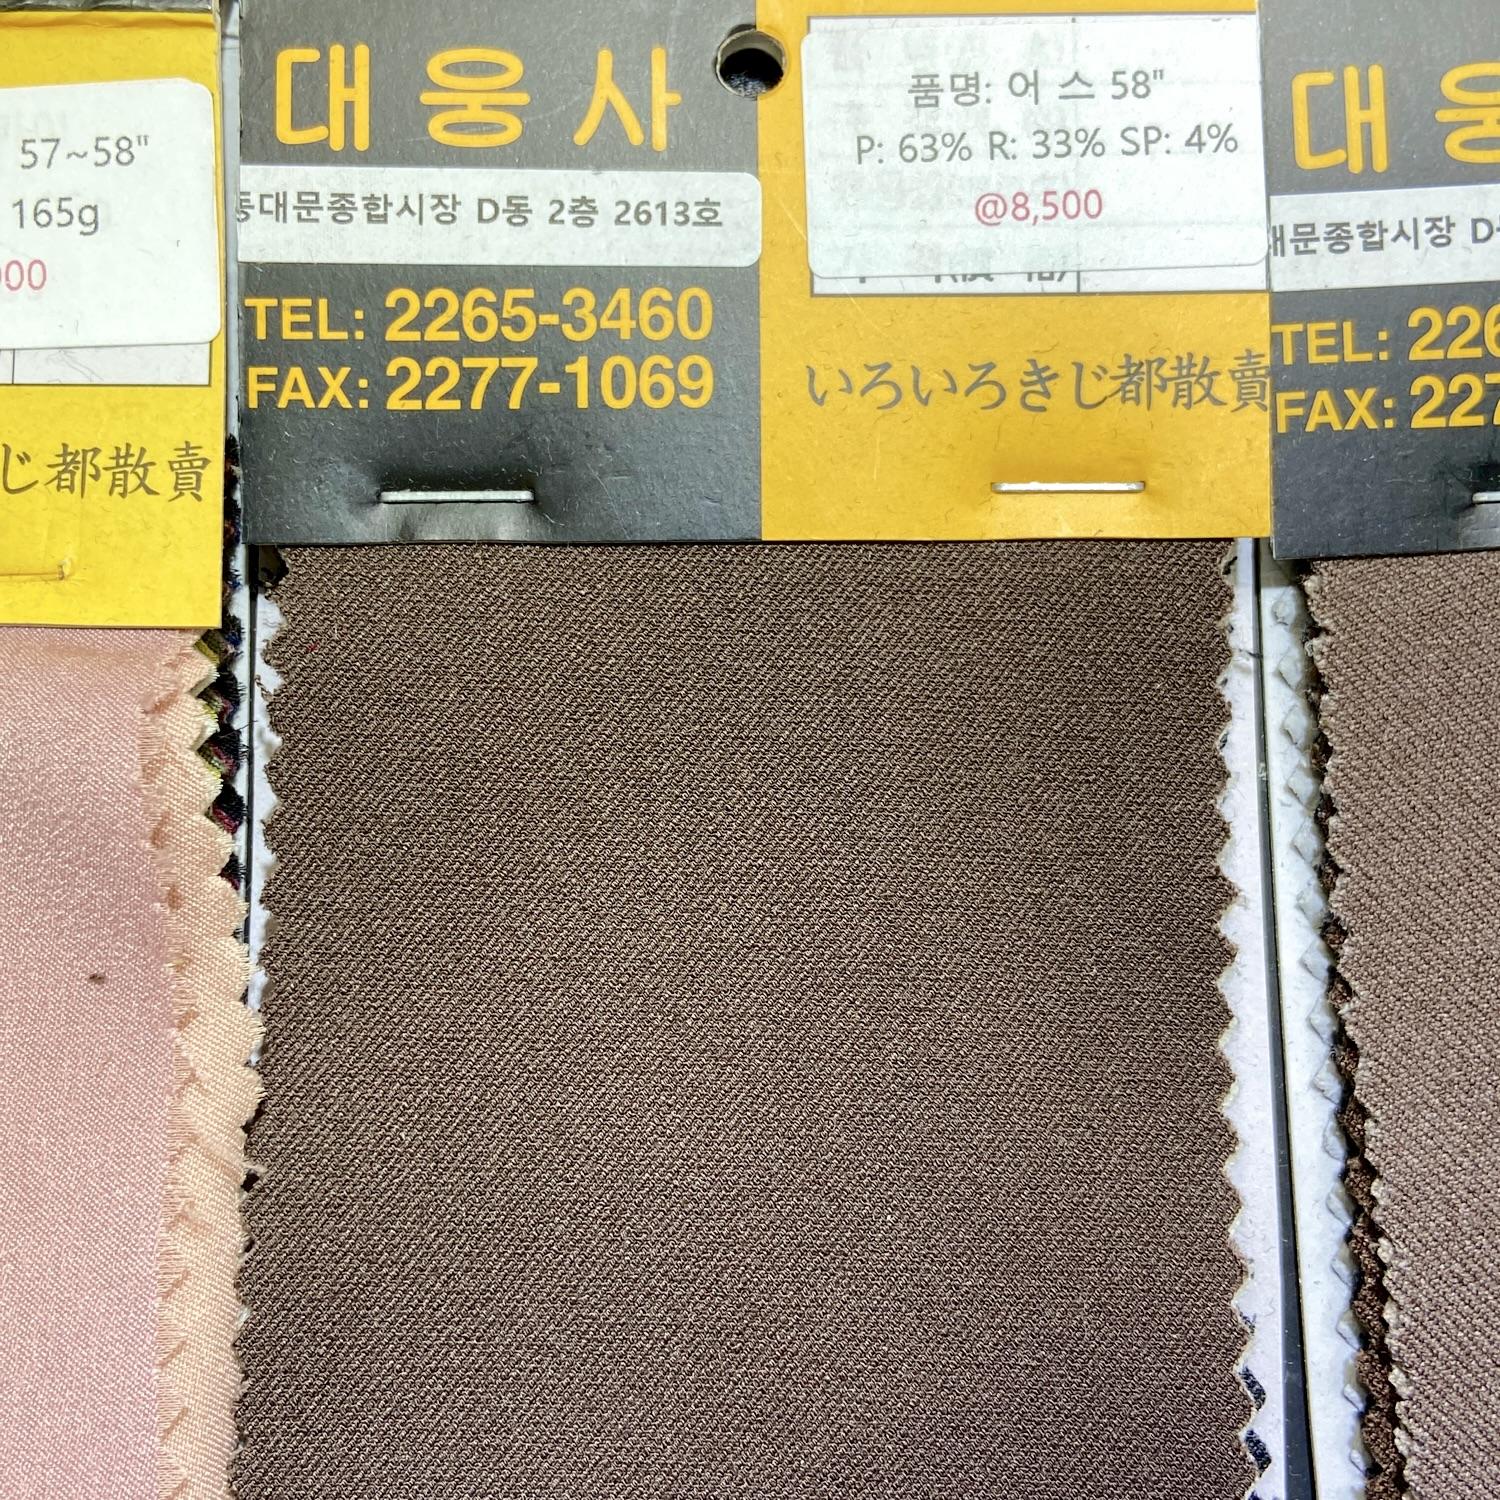 57~58"
165g
じ都散賣
대웅사
동대문종합시장 D동 2층 2613호
TEL: 2265-3460
FAX: 2277-1069
품명: 어 스 58"
P: 63% R: 33% SP: 4%
@8,500
いろいろきじ都散賣
대
문종합시장
TEL: 226
FAX: 227